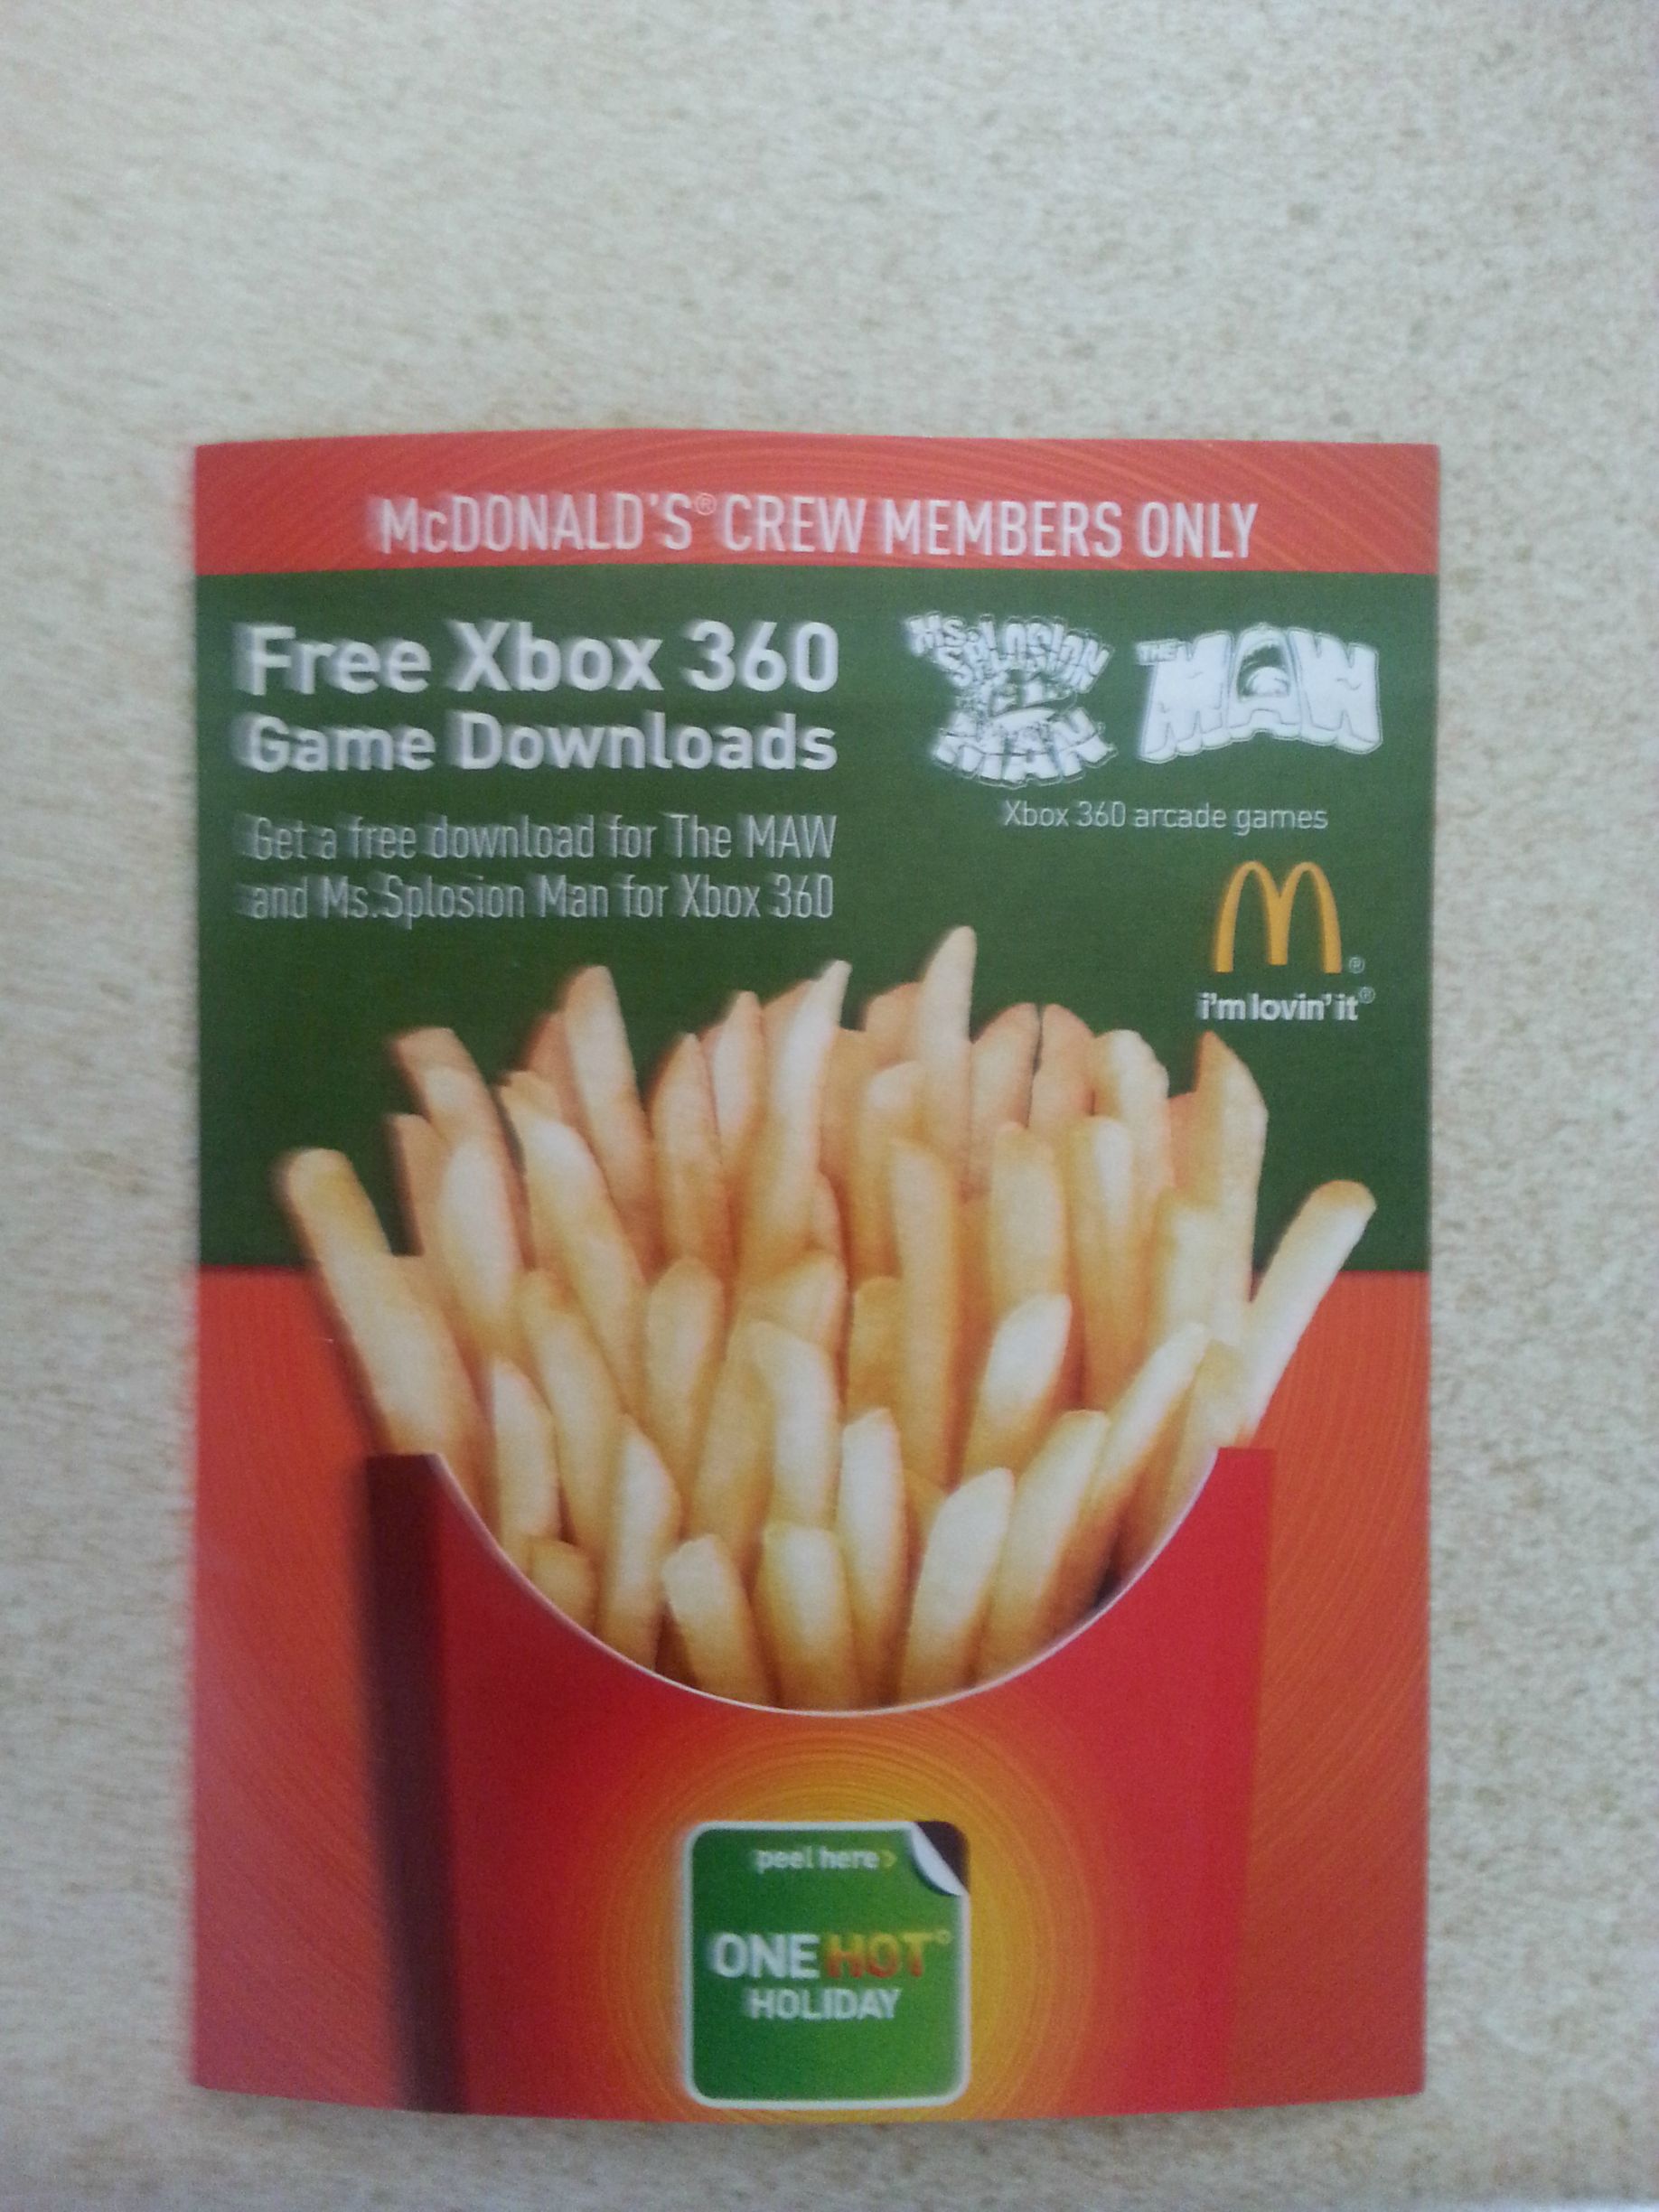 McDONALD'S® CREW MEMBERS ONLY
Free Xbox 360
Game Downloads
Get a free download for The MAW
and Ms.Splosion Man for Xbox 360
MS. SPLOSION MAN
THE MAW
Xbox 360 arcade games
®
i'm lovin' it®
peel here >
ONE HOT°
HOLIDAY